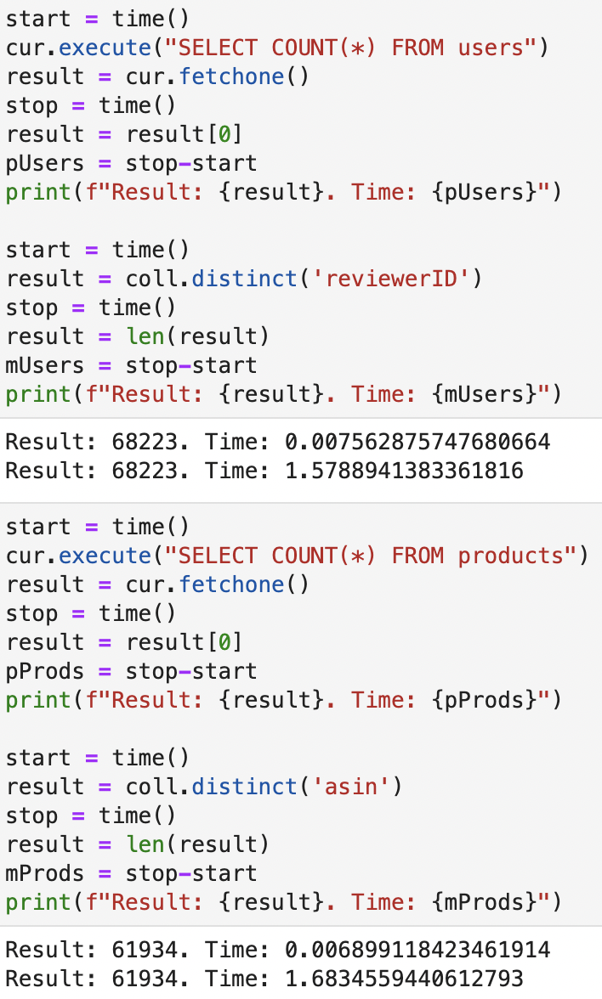 start = time()
cur.execute("SELECT COUNT(*) FROM users")
result = cur.fetchone()
stop = time()
result = result[0]
pUsers = stop-start
print(f"Result: {result}. Time: {pUsers}")
start = time()
result = coll.distinct('reviewerID')
stop = time()
result = len(result)
mUsers = stop-start
print(f"Result: {result}. Time: {mUsers}")
Result: 68223. Time: 0.007562875747680664
Result: 68223. Time: 1.5788941383361816
start = time()
cur.execute("SELECT COUNT(*) FROM products")
result = cur.fetchone()
stop = time()
result = result[0]
pProds = stop-start
print(f"Result: {result}. Time: {pProds}")
start = time()
result = coll.distinct('asin')
stop = time()
result = len(result)
mProds = stop-start
print(f"Result: {result}. Time: {mProds}")
Result: 61934. Time: 0.006899118423461914
Result: 61934. Time: 1.6834559440612793